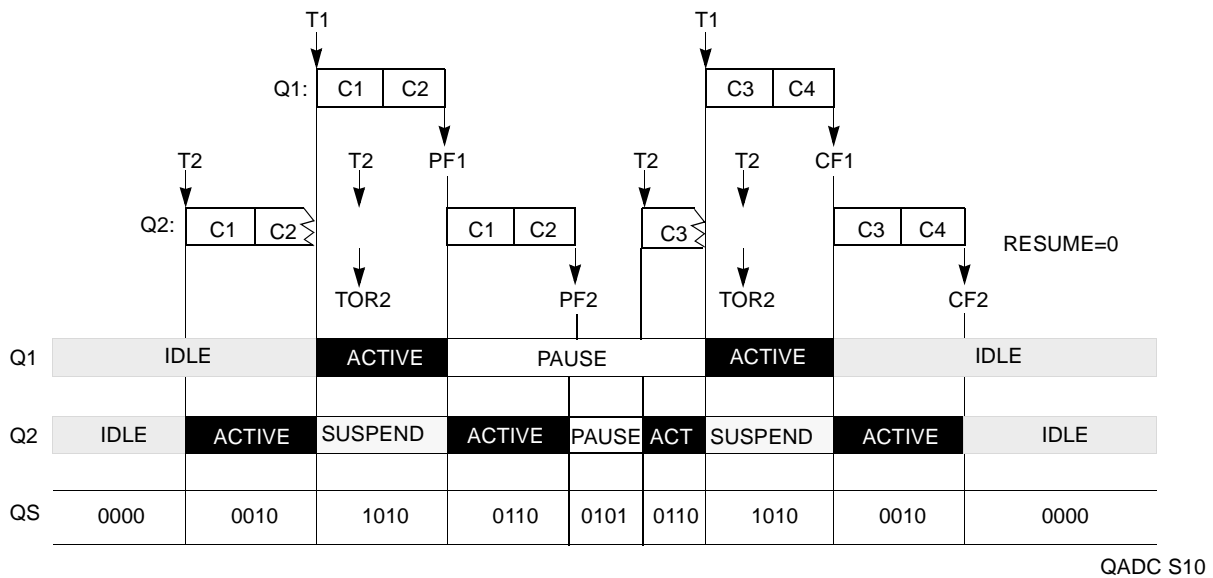 T1 T1
Q1: C1 C2 C3 C4
T2 T2 PF1 T2 T2 CF1
Q2: C1 C2 C1 C2 C3 C3 C4 RESUME=0
TOR2 PF2 TOR2 CF2
Q1 IDLE ACTIVE PAUSE ACTIVE IDLE
Q2 IDLE ACTIVE SUSPEND ACTIVE PAUSE ACT SUSPEND ACTIVE IDLE
QS 0000 0010 1010 0110 0101 0110 1010 0010 0000
QADC S10